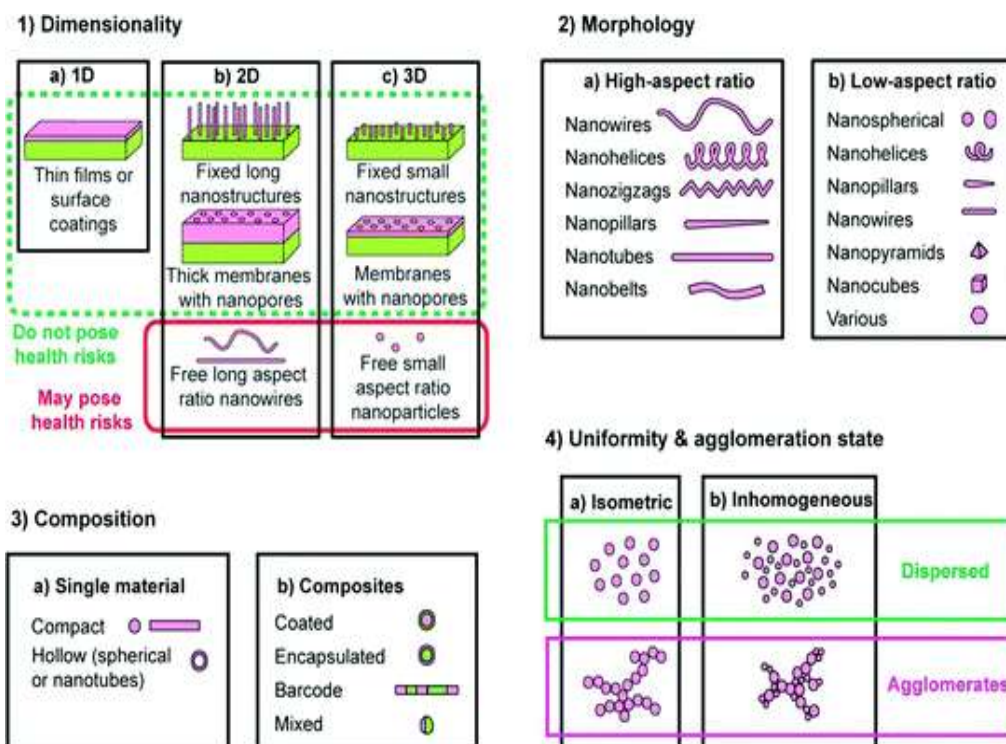 1) Dimensionality
a) 1D
Thin films or
surface
coatings
b) 2D
Fixed long
nanostructures
Thick membranes
with nanopores
Free long aspect
ratio nanowires
c) 3D
Fixed small
nanostructures
Membranes
with nanopores
Free small
aspect ratio
nanoparticles
Do not pose
health risks
May pose
health risks
2) Morphology
a) High-aspect ratio
Nanowires
Nanohelices
Nanozigzags
Nanopillars
Nanotubes
Nanobelts
b) Low-aspect ratio
Nanospherical
Nanohelices
Nanopillars
Nanowires
Nanopyramids
Nanocubes
Various
3) Composition
a) Single material
Compact
Hollow (spherical
or nanotubes)
b) Composites
Coated
Encapsulated
Barcode
Mixed
4) Uniformity & agglomeration state
a) Isometric
b) Inhomogeneous
Dispersed
Agglomerates